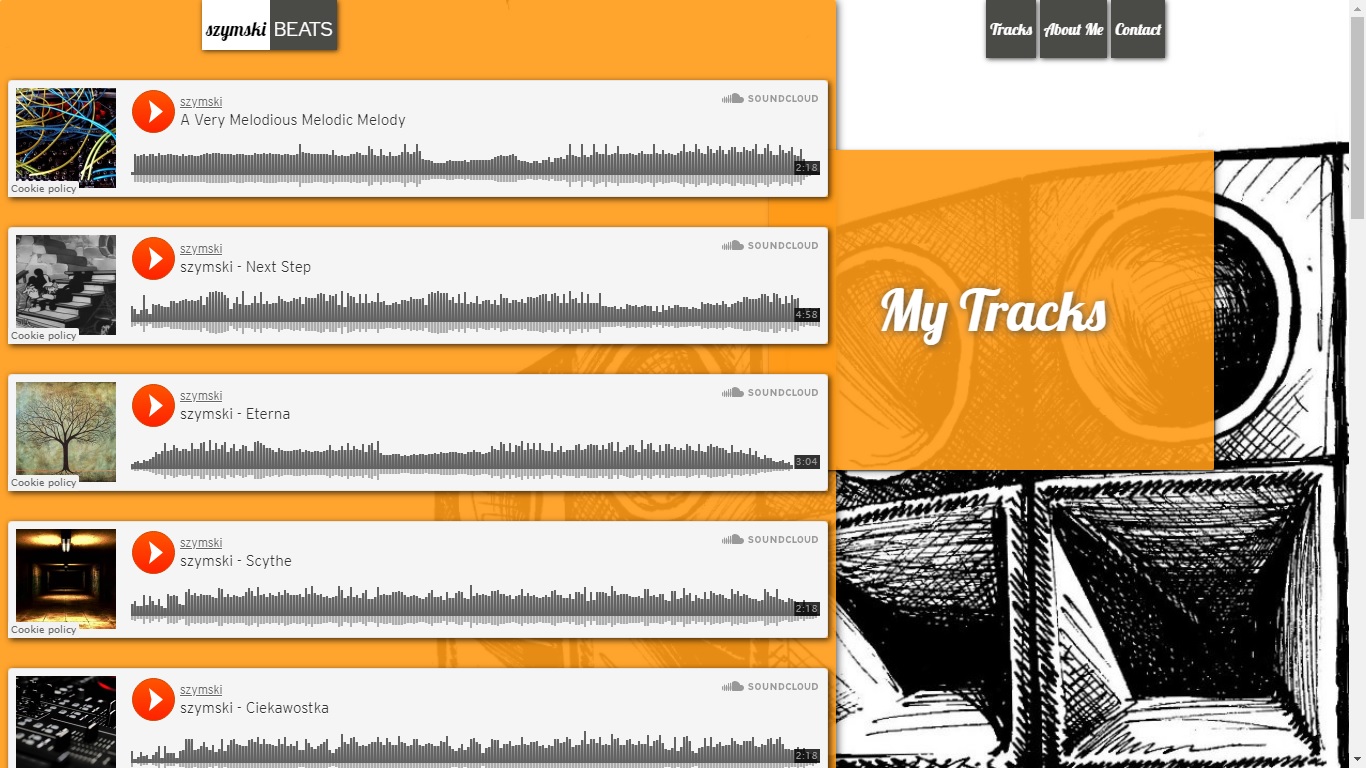 szymski BEATS
Tracks About Me Contact
szymski
SOUNDCLOUD
A Very Melodious Melodic Melody
2:18
Cookie policy
szymski
SOUNDCLOUD
szymski - Next Step
4:58
Cookie policy
My Tracks
szymski
SOUNDCLOUD
szymski - Eterna
3:04
Cookie policy
szymski
SOUNDCLOUD
szymski - Scythe
2:18
Cookie policy
szymski
SOUNDCLOUD
szymski - Ciekawostka
2:18